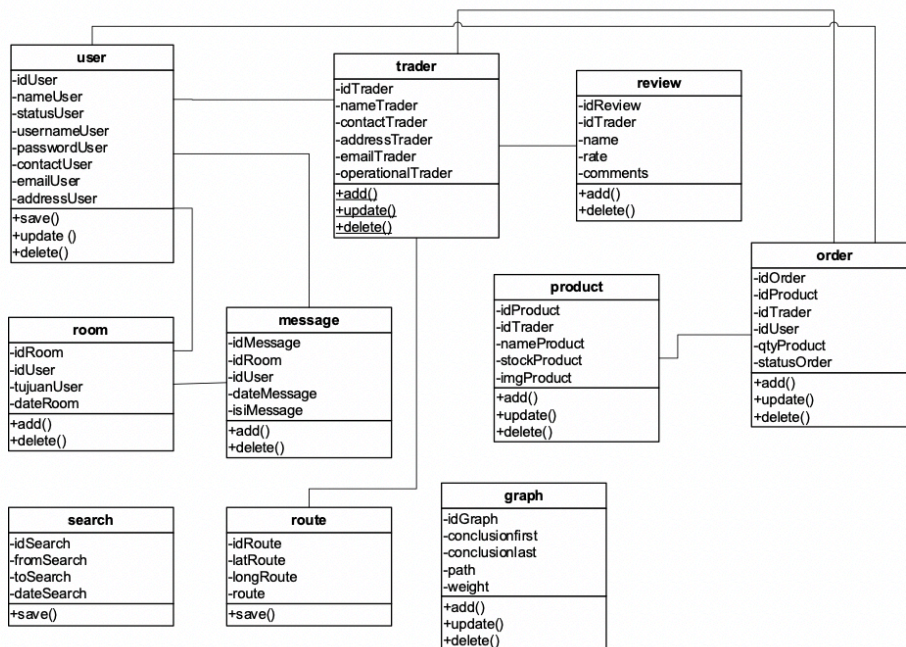 user
-idUser
-nameUser
-statusUser
-usernameUser
-passwordUser
-contactUser
-emailUser
-addressUser
+save()
+update ()
+delete()
trader
-idTrader
-nameTrader
-contactTrader
-addressTrader
-emailTrader
-operationalTrader
+add()
+update()
+delete()
review
-idReview
-idTrader
-name
-rate
-comments
+add()
+delete()
order
-idOrder
-idProduct
-idTrader
-idUser
-qtyProduct
-statusOrder
+add()
+update()
+delete()
product
-idProduct
-idTrader
-nameProduct
-stockProduct
-imgProduct
+add()
+update()
+delete()
room
-idRoom
-idUser
-tujuanUser
-dateRoom
+add()
+delete()
message
-idMessage
-idRoom
-idUser
-dateMessage
-isiMessage
+add()
+delete()
search
-idSearch
-fromSearch
-toSearch
-dateSearch
+save()
route
-idRoute
-latRoute
-longRoute
-route
+save()
graph
-idGraph
-conclusionfirst
-conclusionlast
-path
-weight
+add()
+update()
+delete()